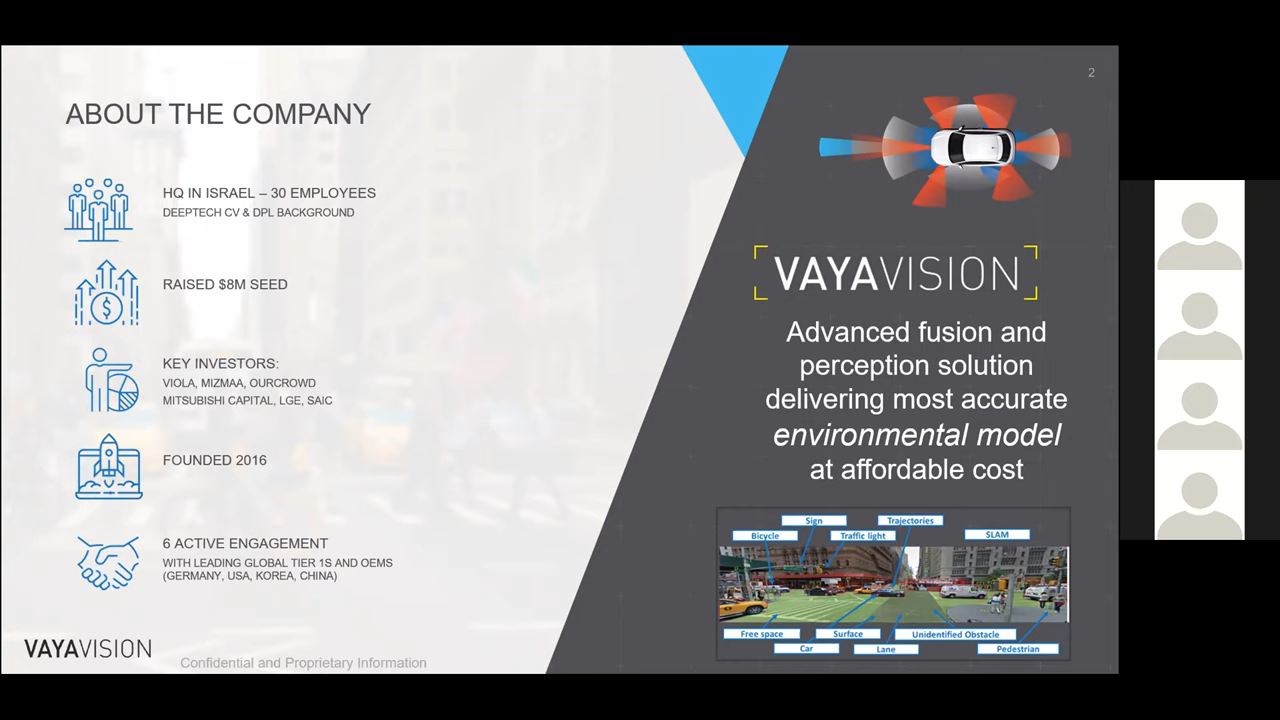 2
ABOUT THE COMPANY
HQ IN ISRAEL – 30 EMPLOYEES
DEEPTECH CV & DPL BACKGROUND
RAISED $8M SEED
KEY INVESTORS:
VIOLA, MIZMAA, OURCROWD
MITSUBISHI CAPITAL, LGE, SAIC
FOUNDED 2016
6 ACTIVE ENGAGEMENT
WITH LEADING GLOBAL TIER 1S AND OEMS
(GERMANY, USA, KOREA, CHINA)
VAYAVISION
Confidential and Proprietary Information
VAYAVISION
Advanced fusion and
perception solution
delivering most accurate
environmental model
at affordable cost
Sign
Trajectories
Bicycle
Traffic light
SLAM
Free space
Surface
Unidentified Obstacle
Car
Lane
Pedestrian